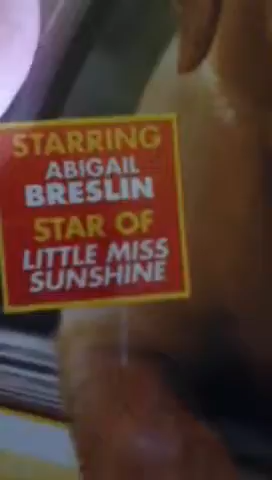 STARRING
ABIGAIL
BRESLIN
STAR OF
LITTLE MISS
SUNSHINE